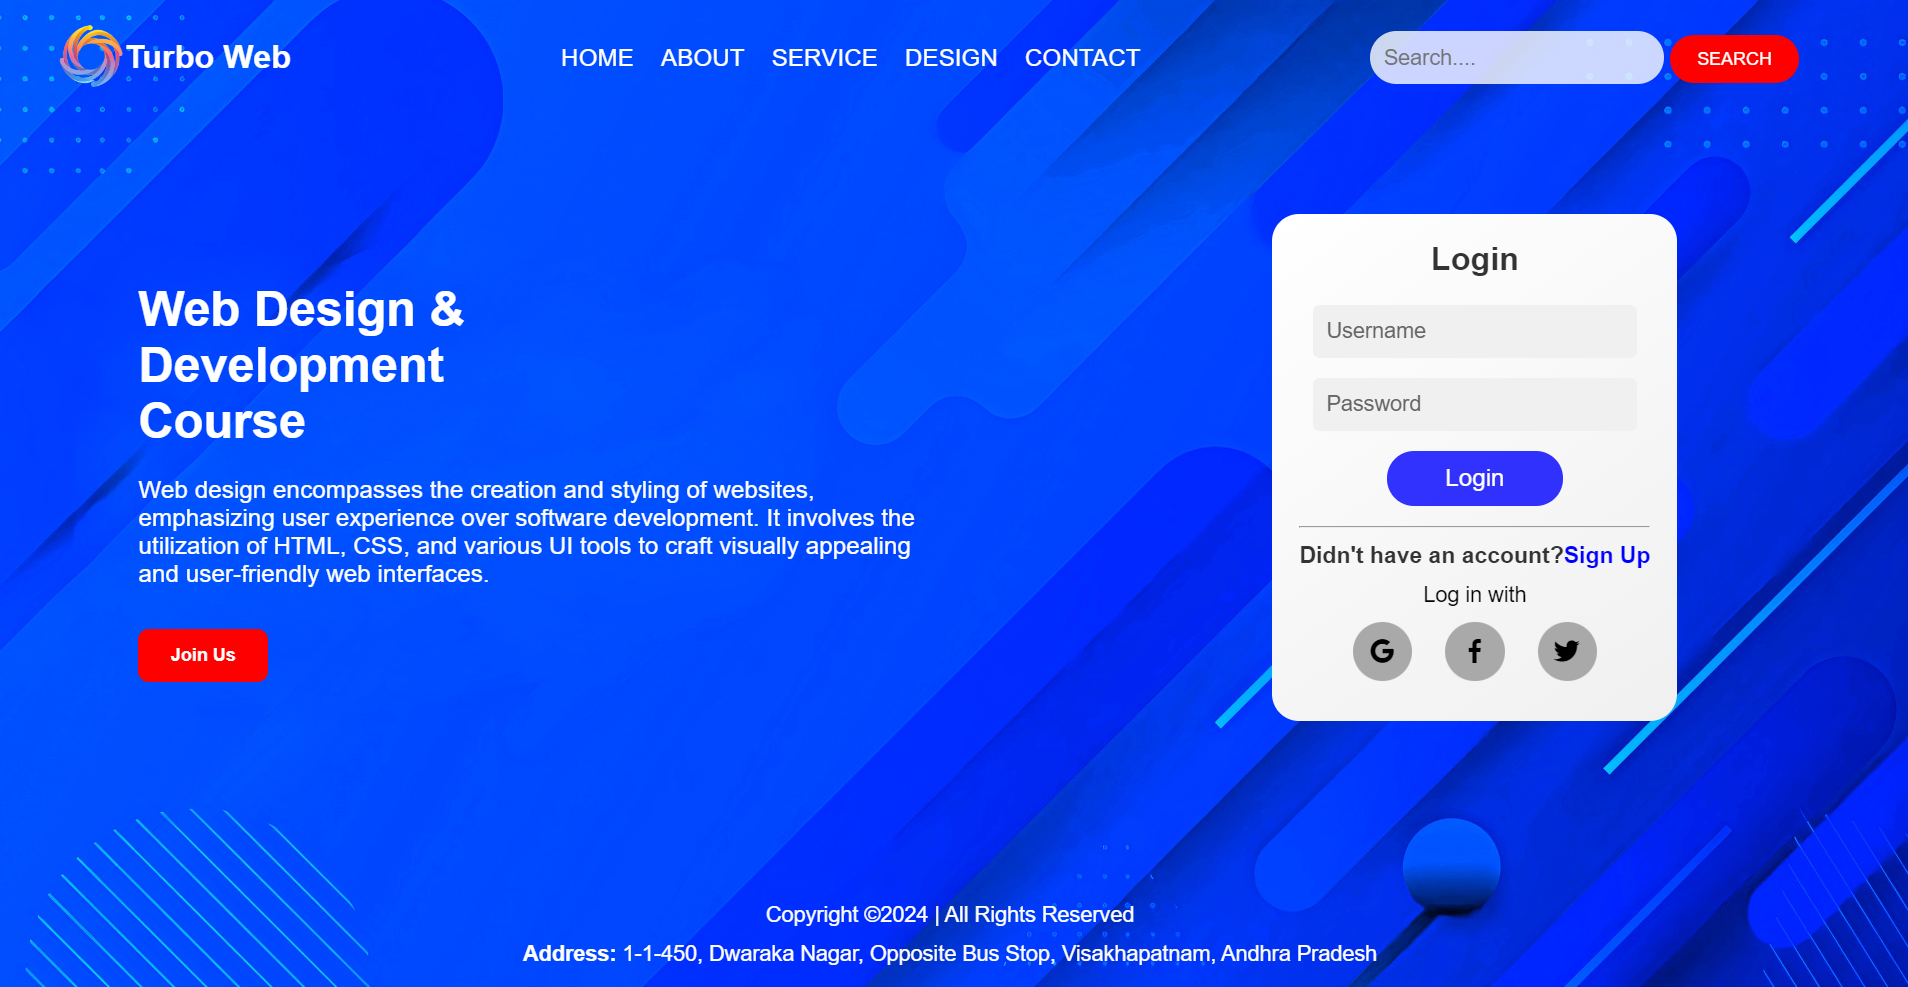 Turbo Web
HOME ABOUT SERVICE DESIGN CONTACT
Search....
SEARCH
Web Design &
Development
Course
Web design encompasses the creation and styling of websites,
emphasizing user experience over software development. It involves the
utilization of HTML, CSS, and various UI tools to craft visually appealing
and user-friendly web interfaces.
Join Us
Login
Username
Password
Login
Didn't have an account?Sign Up
Log in with
Copyright ©2024 | All Rights Reserved
Address: 1-1-450, Dwaraka Nagar, Opposite Bus Stop, Visakhapatnam, Andhra Pradesh